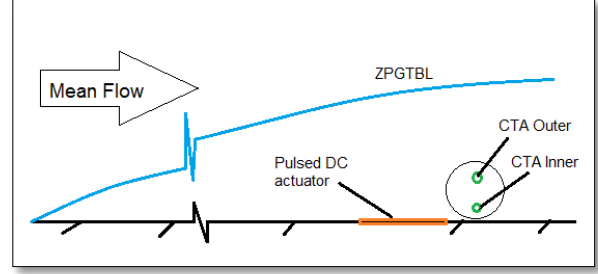 Mean Flow
ZPGTBL
CTA Outer
Pulsed DC
actuator
CTA Inner